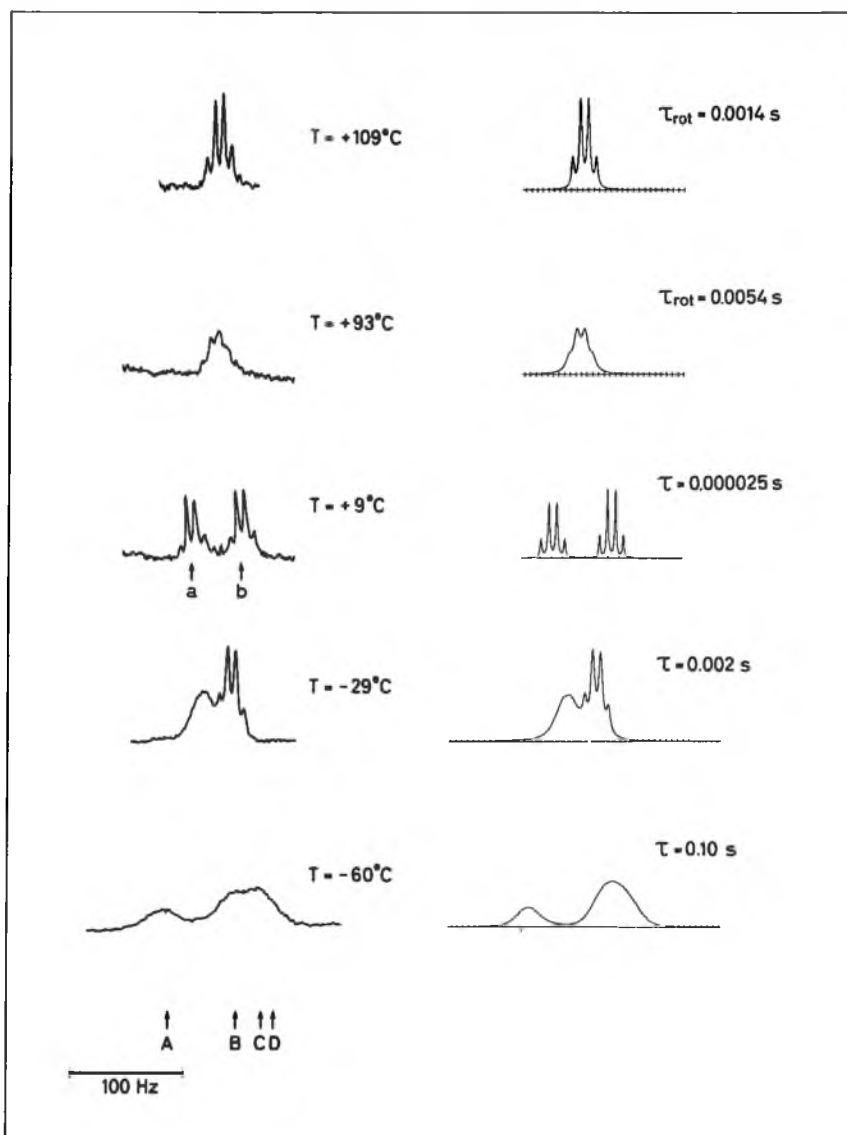 T = +109°C
τrot = 0.0014 s
T = +93°C
τrot = 0.0054 s
T = +9°C
τ = 0.000025 s
a b
T = -29°C
τ = 0.002 s
T = -60°C
τ = 0.10 s
A B C D
100 Hz